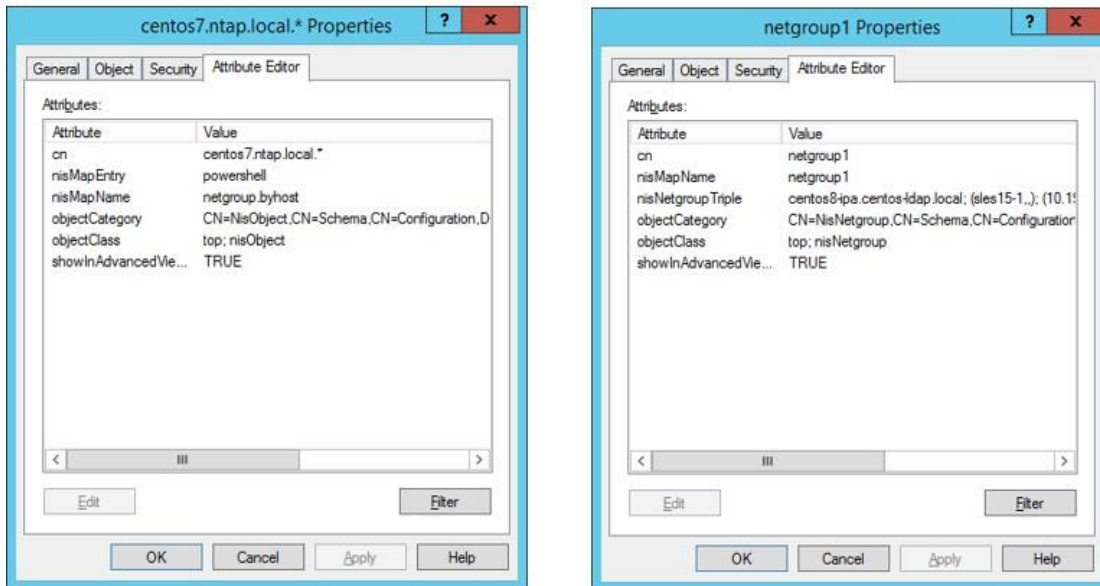 centos7.ntap.local.* Properties
? x
General Object Security Attribute Editor
Attributes:
Attribute Value
cn centos7.ntap.local.*
nisMapEntry powershell
nisMapName netgroup.byhost
objectCategory CN=NisObject,CN=Schema,CN=Configuration,D
objectClass top; nisObject
showInAdvancedVie... TRUE
Edit Filter
OK Cancel Apply Help
netgroup1 Properties
? x
General Object Security Attribute Editor
Attributes:
Attribute Value
cn netgroup1
nisMapName netgroup1
nisNetgroupTriple centos8-ipa.centos-ldap.local; (sles15-1,,); (10.19
objectCategory CN=NisNetgroup,CN=Schema,CN=Configuration
objectClass top; nisNetgroup
showInAdvancedVie... TRUE
Edit Filter
OK Cancel Apply Help